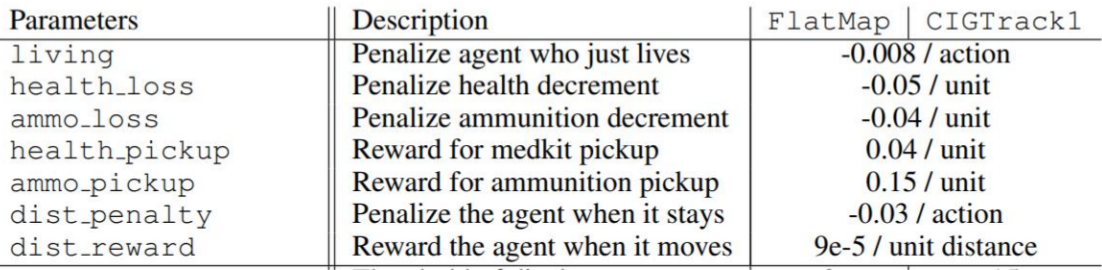 Parameters Description FlatMap CIGTrack1
living Penalize agent who just lives -0.008 / action
health_loss Penalize health decrement -0.05 / unit
ammo_loss Penalize ammunition decrement -0.04 / unit
health_pickup Reward for medkit pickup 0.04 / unit
ammo_pickup Reward for ammunition pickup 0.15 / unit
dist_penalty Penalize the agent when it stays -0.03 / action
dist_reward Reward the agent when it moves 9e-5 / unit distance